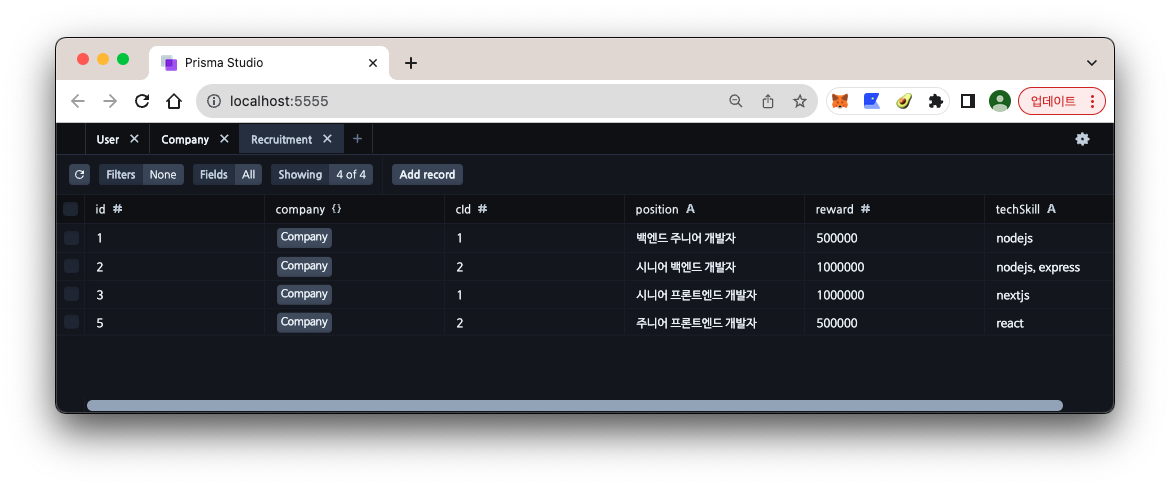 Prisma Studio
localhost:5555
업데이트
User Company Recruitment
Filters None Fields All Showing 4 of 4 Add record
id # company {} cId # position A reward # techSkill A
1 Company 1 백엔드 주니어 개발자 500000 nodejs
2 Company 2 시니어 백엔드 개발자 1000000 nodejs, express
3 Company 1 시니어 프론트엔드 개발자 1000000 nextjs
5 Company 2 주니어 프론트엔드 개발자 500000 react